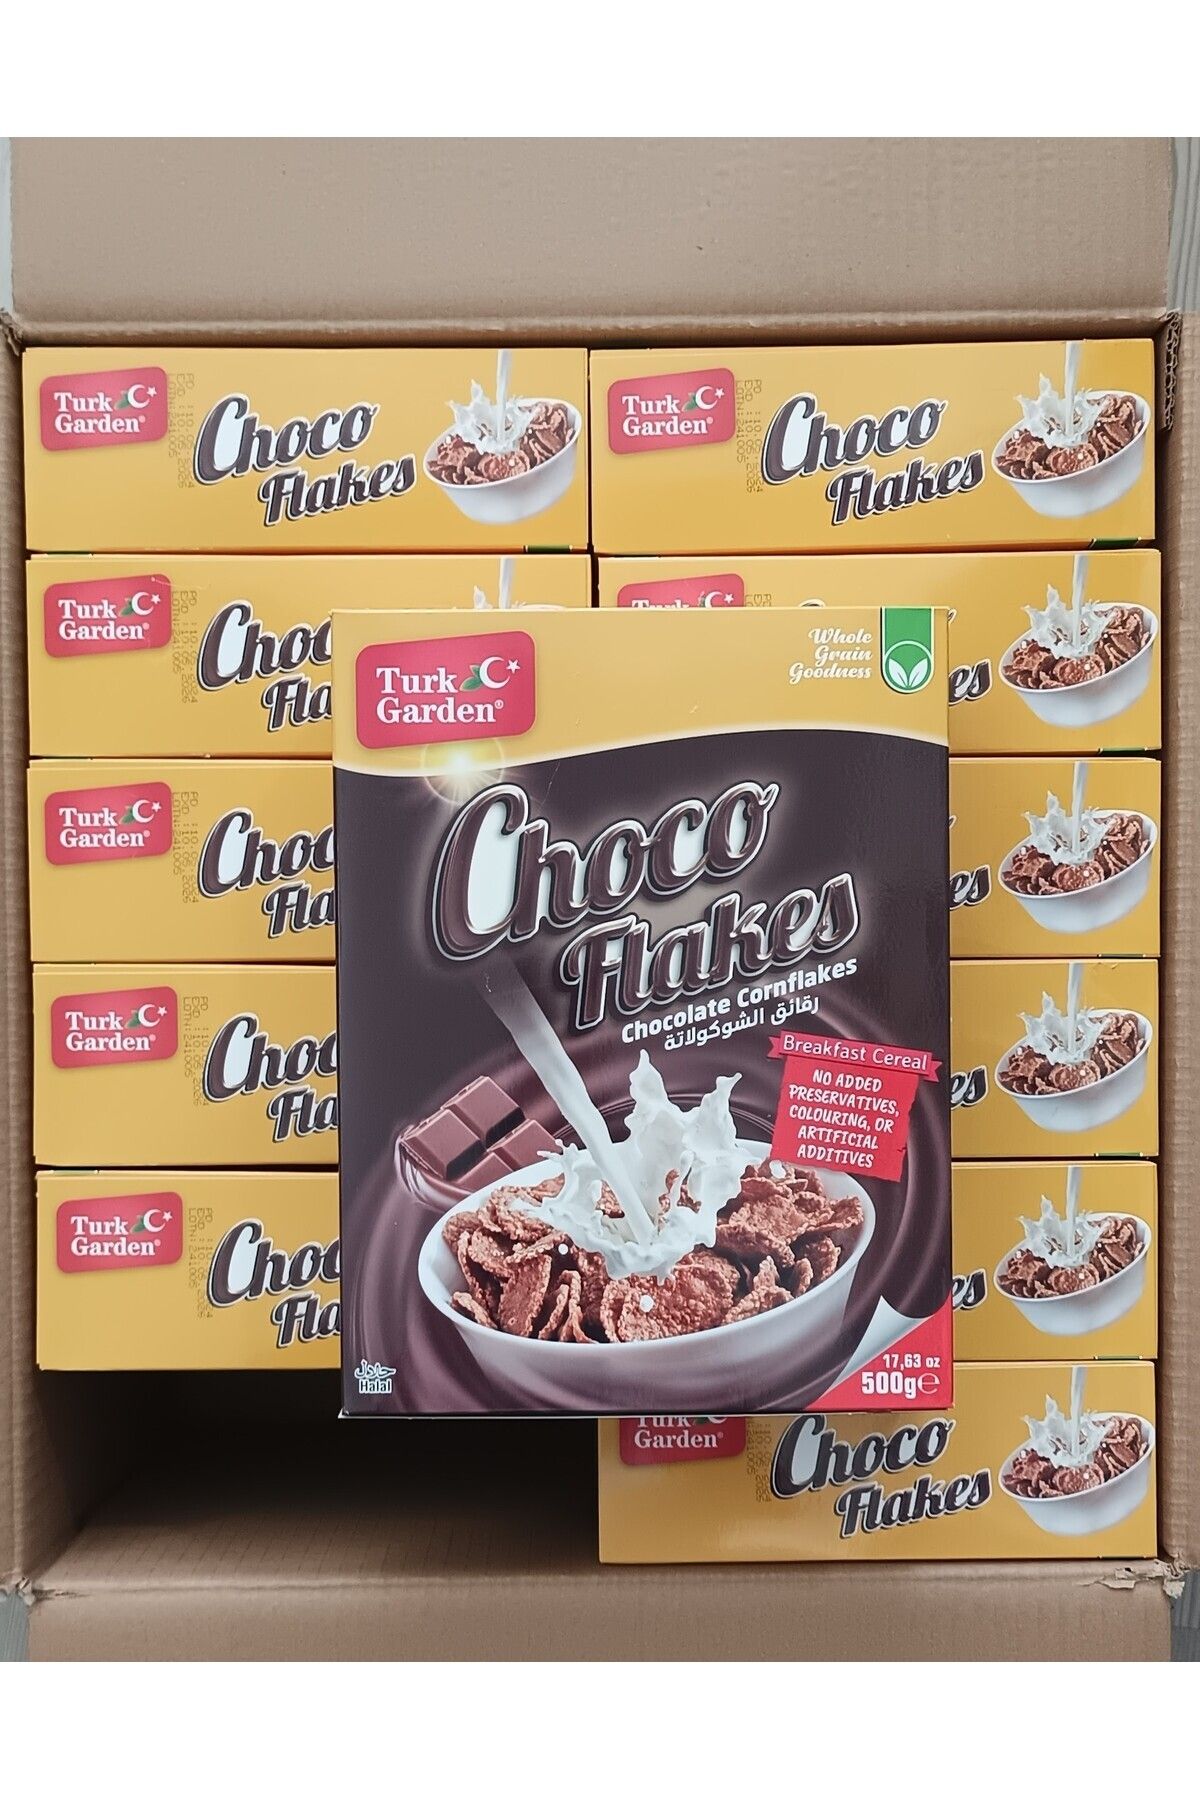 Turk
Garden®
Choco
Flakes
Turk
Garden®
Choco
Flakes
Turk
Garden®
Turk
Garden®
Turk
Garden®
Turk
Garden®
Whole
Grain
Goodness
Turk
Garden®
Choco
Flakes
Chocolate Cornflakes
رقائق الشوكولاتة
Breakfast Cereal
NO ADDED
PRESERVATIVES,
COLOURING, OR
ARTIFICIAL
ADDITIVES
حلال
Halal
17,63 oz
500g℮
Turk
Garden®
Choco
Flakes